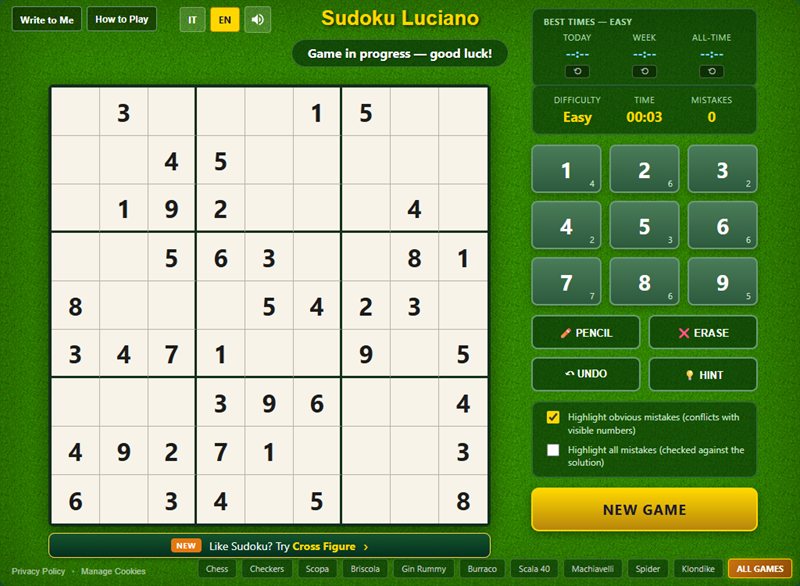 Write to Me How to Play IT EN Sudoku Luciano
Game in progress — good luck!
BEST TIMES — EASY
TODAY WEEK ALL-TIME
--:-- --:-- --:--
DIFFICULTY TIME MISTAKES
Easy 00:03 0
3 1 5
4 5
1 9 2 4
5 6 3 8 1
8 5 4 2 3
3 4 7 1 9 5
3 9 6 4
4 9 2 7 1 3
6 3 4 5 8
1 4 2 6 3 2
4 2 5 3 6 6
7 7 8 6 9 5
PENCIL ERASE
UNDO HINT
Highlight obvious mistakes (conflicts with
visible numbers)
Highlight all mistakes (checked against the
solution)
NEW GAME
NEW Like Sudoku? Try Cross Figure ›
Privacy Policy • Manage Cookies Chess Checkers Scopa Briscola Gin Rummy Burraco Scala 40 Machiavelli Spider Klondike ALL GAMES